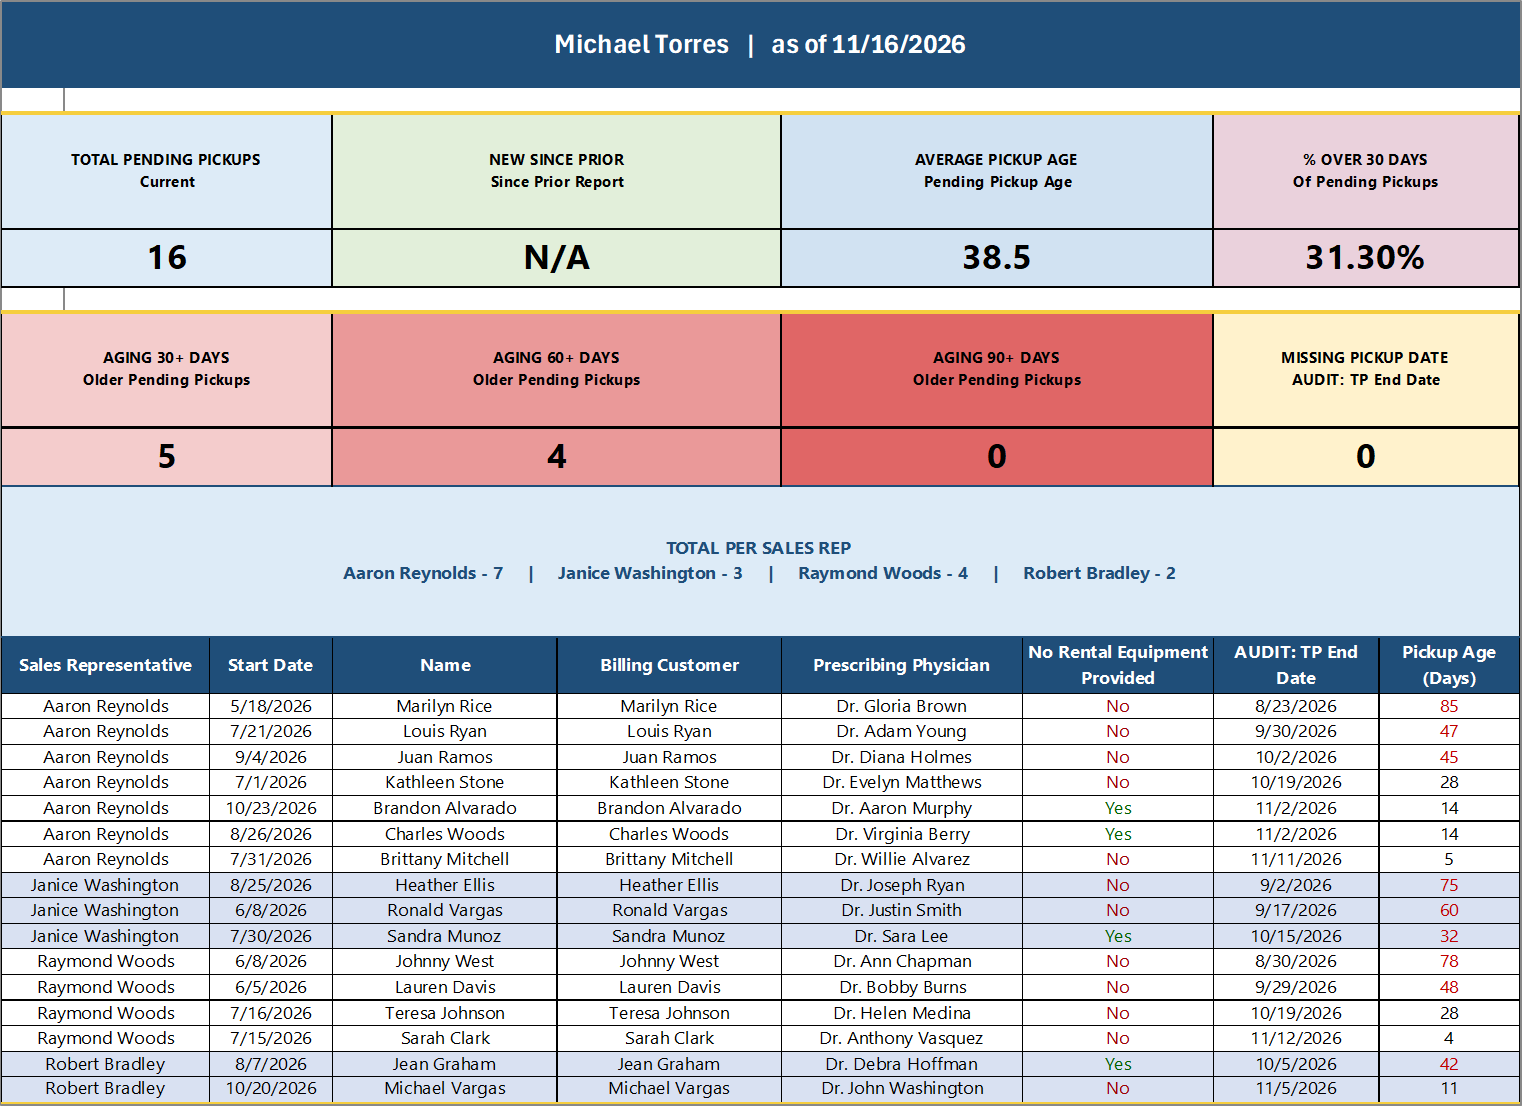 Michael Torres | as of 11/16/2026
TOTAL PENDING PICKUPS
Current
NEW SINCE PRIOR
Since Prior Report
AVERAGE PICKUP AGE
Pending Pickup Age
% OVER 30 DAYS
Of Pending Pickups
16 N/A 38.5 31.30%
AGING 30+ DAYS
Older Pending Pickups
AGING 60+ DAYS
Older Pending Pickups
AGING 90+ DAYS
Older Pending Pickups
MISSING PICKUP DATE
AUDIT: TP End Date
5 4 0 0
TOTAL PER SALES REP
Aaron Reynolds - 7 | Janice Washington - 3 | Raymond Woods - 4 | Robert Bradley - 2
Sales Representative Start Date Name Billing Customer Prescribing Physician No Rental Equipment Provided AUDIT: TP End Date Pickup Age (Days)
Aaron Reynolds 5/18/2026 Marilyn Rice Marilyn Rice Dr. Gloria Brown No 8/23/2026 85
Aaron Reynolds 7/21/2026 Louis Ryan Louis Ryan Dr. Adam Young No 9/30/2026 47
Aaron Reynolds 9/4/2026 Juan Ramos Juan Ramos Dr. Diana Holmes No 10/2/2026 45
Aaron Reynolds 7/1/2026 Kathleen Stone Kathleen Stone Dr. Evelyn Matthews No 10/19/2026 28
Aaron Reynolds 10/23/2026 Brandon Alvarado Brandon Alvarado Dr. Aaron Murphy Yes 11/2/2026 14
Aaron Reynolds 8/26/2026 Charles Woods Charles Woods Dr. Virginia Berry Yes 11/2/2026 14
Aaron Reynolds 7/31/2026 Brittany Mitchell Brittany Mitchell Dr. Willie Alvarez No 11/11/2026 5
Janice Washington 8/25/2026 Heather Ellis Heather Ellis Dr. Joseph Ryan No 9/2/2026 75
Janice Washington 6/8/2026 Ronald Vargas Ronald Vargas Dr. Justin Smith No 9/17/2026 60
Janice Washington 7/30/2026 Sandra Munoz Sandra Munoz Dr. Sara Lee Yes 10/15/2026 32
Raymond Woods 6/8/2026 Johnny West Johnny West Dr. Ann Chapman No 8/30/2026 78
Raymond Woods 6/5/2026 Lauren Davis Lauren Davis Dr. Bobby Burns No 9/29/2026 48
Raymond Woods 7/16/2026 Teresa Johnson Teresa Johnson Dr. Helen Medina No 10/19/2026 28
Raymond Woods 7/15/2026 Sarah Clark Sarah Clark Dr. Anthony Vasquez No 11/12/2026 4
Robert Bradley 8/7/2026 Jean Graham Jean Graham Dr. Debra Hoffman Yes 10/5/2026 42
Robert Bradley 10/20/2026 Michael Vargas Michael Vargas Dr. John Washington No 11/5/2026 11